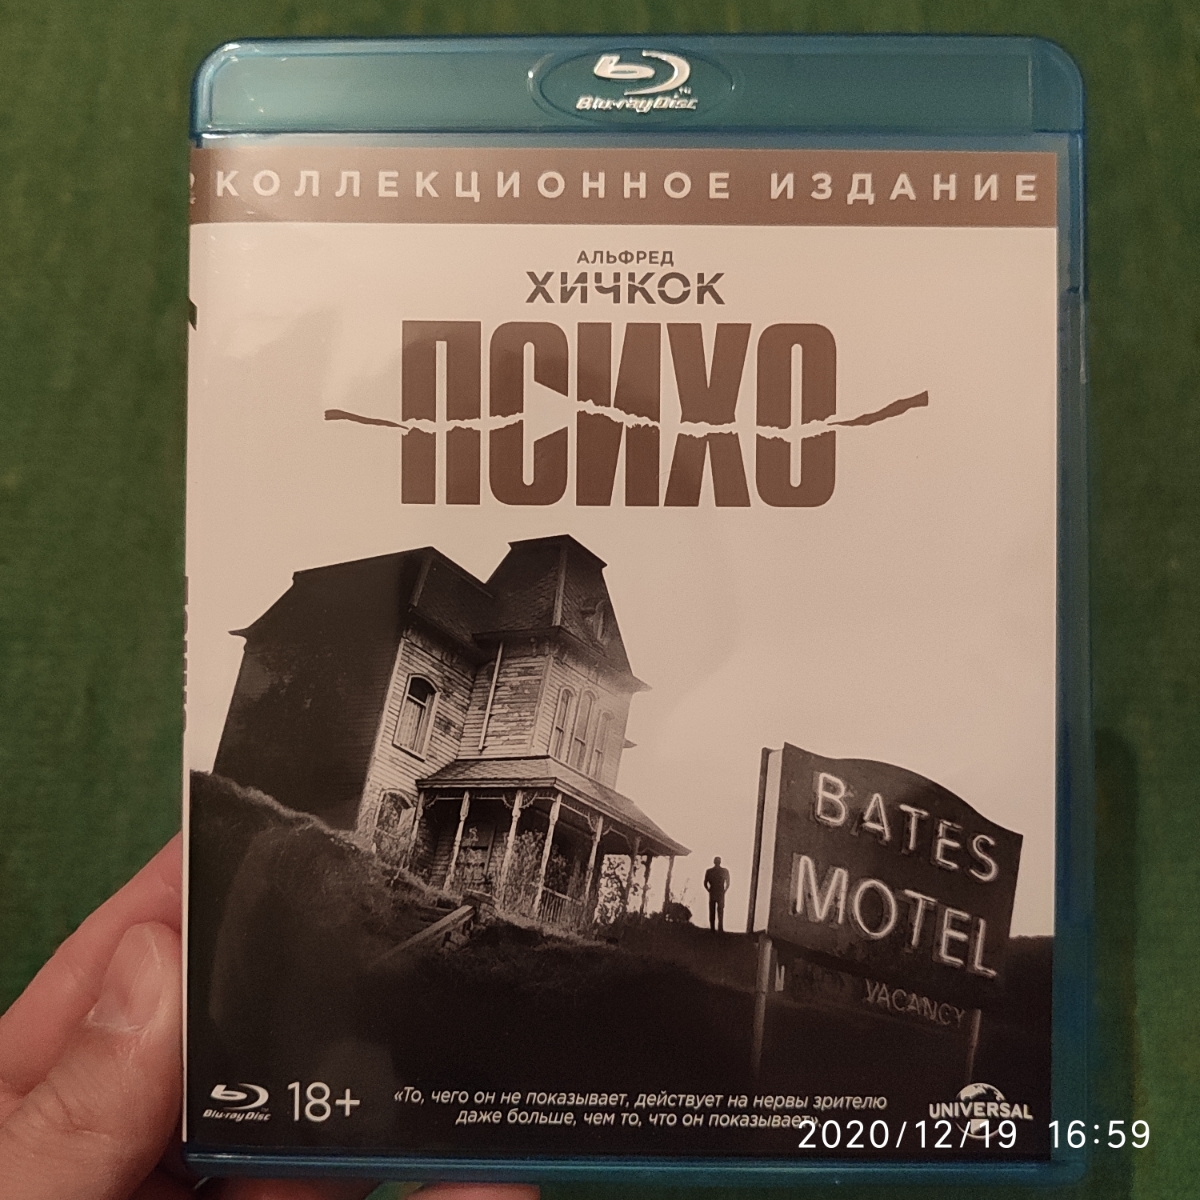 Blu-ray Disc
КОЛЛЕКЦИОННОЕ ИЗДАНИЕ
АЛЬФРЕД
ХИЧКОК
ПСИХО
BATES
MOTEL
VACANCY
Blu-ray Disc
18+
«То, чего он не показывает, действует на нервы зрителю
даже больше, чем то, что он показывает».
UNIVERSAL
2020/12/19 16:59